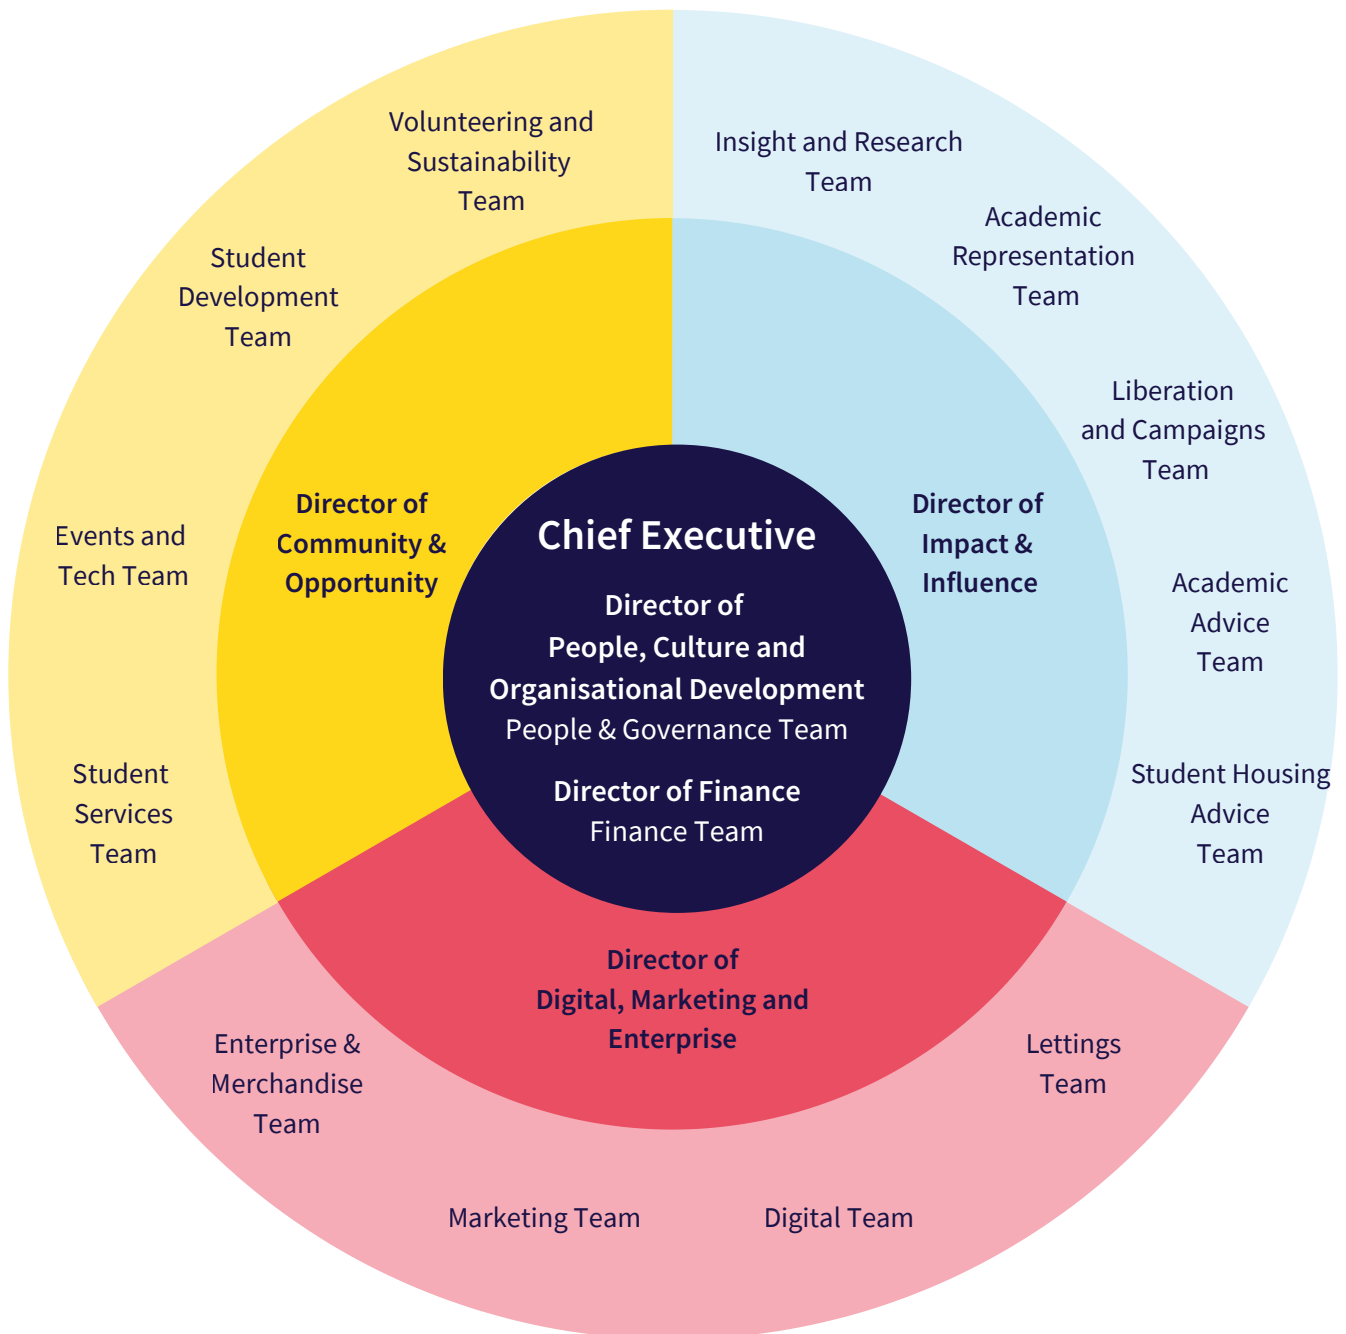 Volunteering and
Sustainability
Team
Student
Development
Team
Events and
Tech Team
Student
Services
Team
Director of
Community &
Opportunity
Insight and Research
Team
Academic
Representation
Team
Liberation
and Campaigns
Team
Academic
Advice
Team
Student Housing
Advice
Team
Director of
Impact &
Influence
Chief Executive
Director of
People, Culture and
Organisational Development
People & Governance Team
Director of Finance
Finance Team
Director of
Digital, Marketing and
Enterprise
Enterprise &
Merchandise
Team
Marketing Team
Digital Team
Lettings
Team